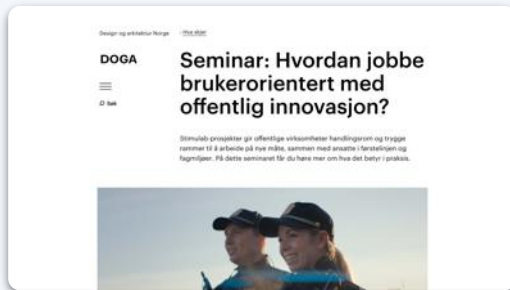 Design og arkitektur Norge
Hva skjer
DOGA
Søk
Seminar: Hvordan jobbe
brukerorientert med
offentlig innovasjon?
Stimulab-prosjekter gir offentlige virksomheter handlingsrom og trygge
rammer til å arbeide på nye måte, sammen med ansatte i førstelinjen og
fagmiljøer. På dette seminaret får du høre mer om hva det betyr i praksis.